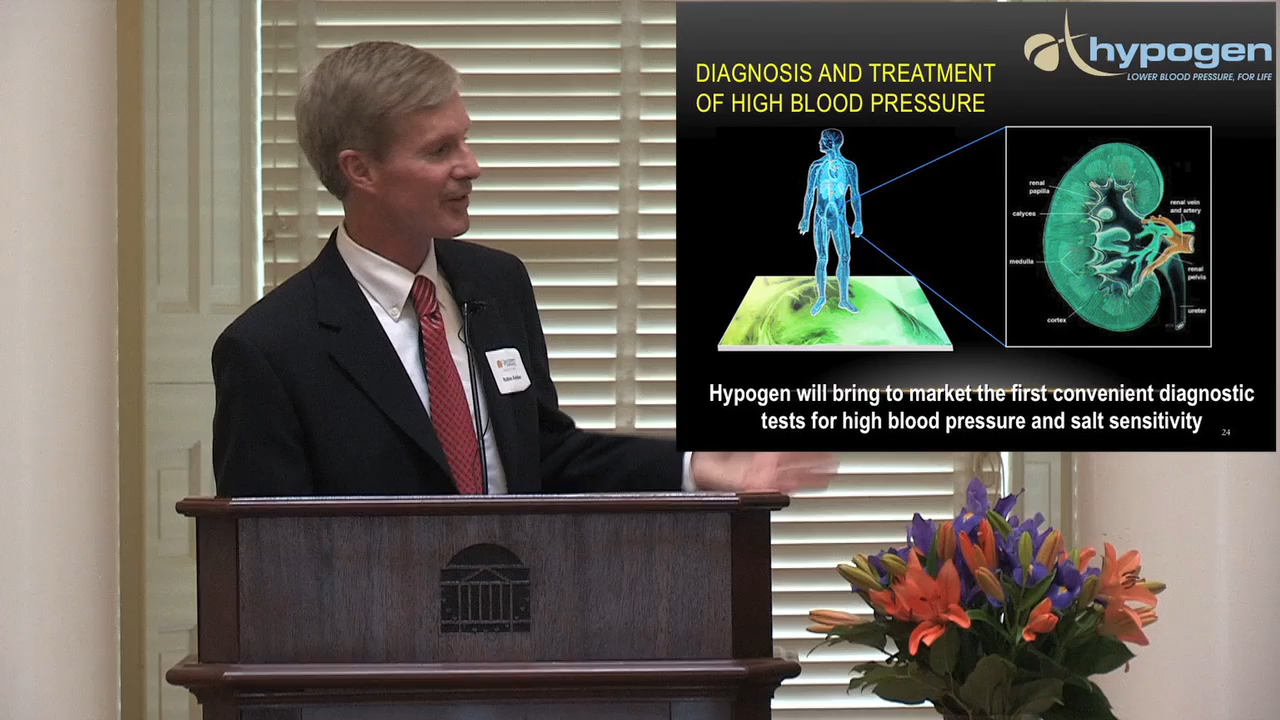 hypogen
LOWER BLOOD PRESSURE, FOR LIFE
DIAGNOSIS AND TREATMENT
OF HIGH BLOOD PRESSURE
renal
papilla
calyces
medulla
cortex
renal vein
and artery
renal
pelvis
ureter
Hypogen will bring to market the first convenient diagnostic
tests for high blood pressure and salt sensitivity
24